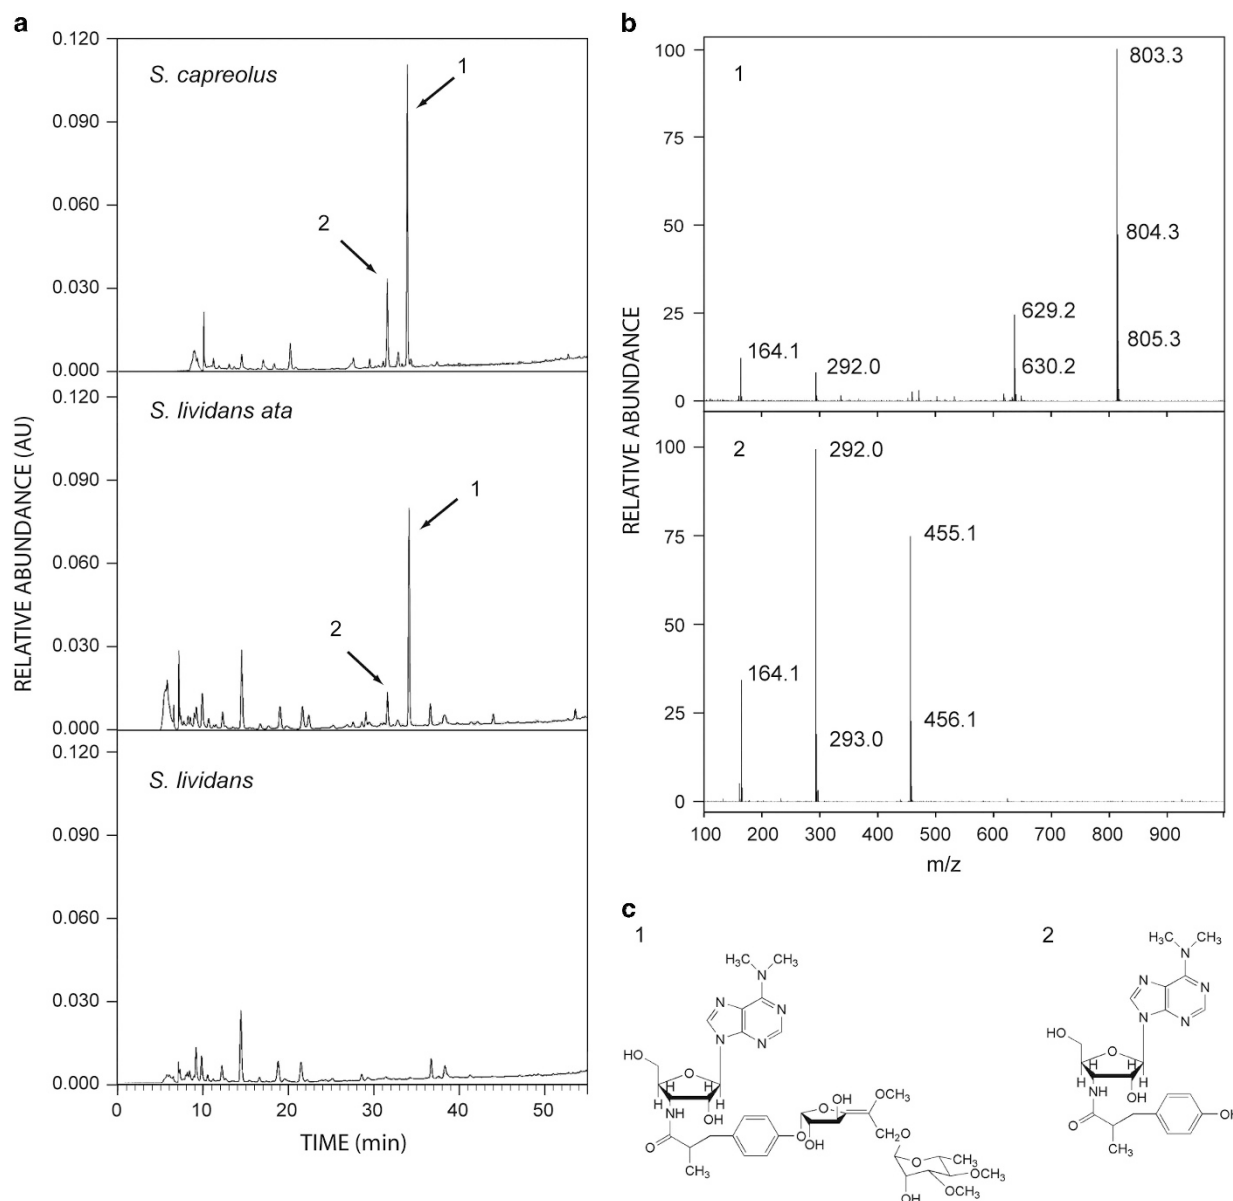 a
RELATIVE ABUNDANCE (AU)
0.120
S. capreolus
1
0.090
0.060
2
0.030
0.000
0.120
S. lividans ata
1
0.090
0.060
2
0.030
0.000
0.120
S. lividans
0.090
0.060
0.030
0.000
0 10 20 30 40 50
TIME (min)
b
RELATIVE ABUNDANCE
100
1
803.3
75
50
804.3
25
629.2
805.3
164.1
292.0
630.2
0
100
2
292.0
75
455.1
50
164.1
25
293.0
456.1
0
100 200 300 400 500 600 700 800 900
m/z
c
1
H₃C CH₃
N
N N
N N
HO
O
H H
H H
NH OH
O
CH₃
O
O
OH
OH
OCH₃
O
O
CH₃
OCH₃
OCH₃
OH
2
H₃C CH₃
N
N N
N N
HO
O
H H
H H
NH OH
O
CH₃
OH